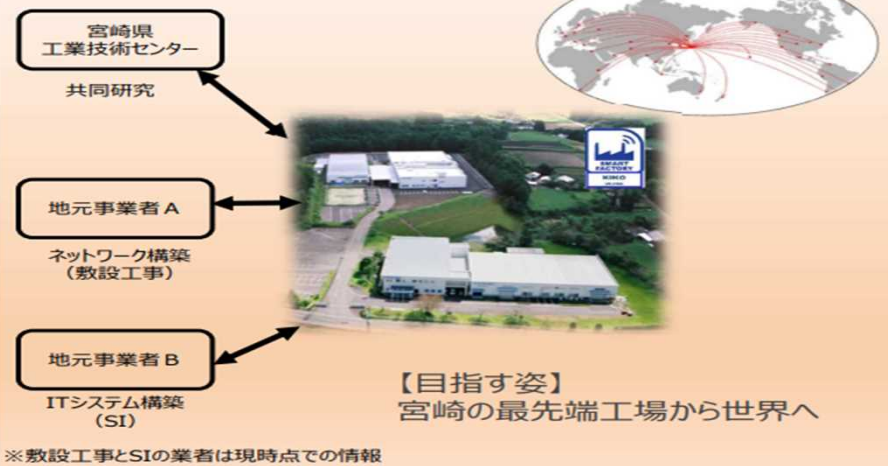 宮崎県
工業技術センター
共同研究
SMART
FACTORY
KIKO
地元事業者A
ネットワーク構築
(敷設工事)
地元事業者B
ITシステム構築
(SI)
【目指す姿】
宮崎の最先端工場から世界へ
※敷設工事とSIの業者は現時点での情報